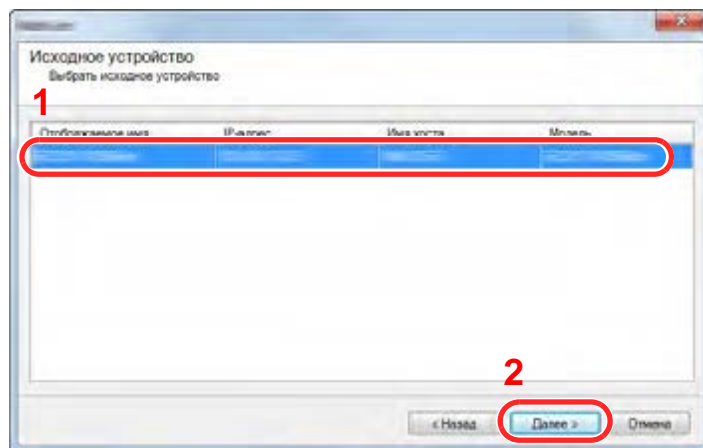 Исходное устройство
Выбрать исходное устройство
1
Отображаемое имя IP-адрес Имя хоста Модель
2
< Назад Далее > Отмена